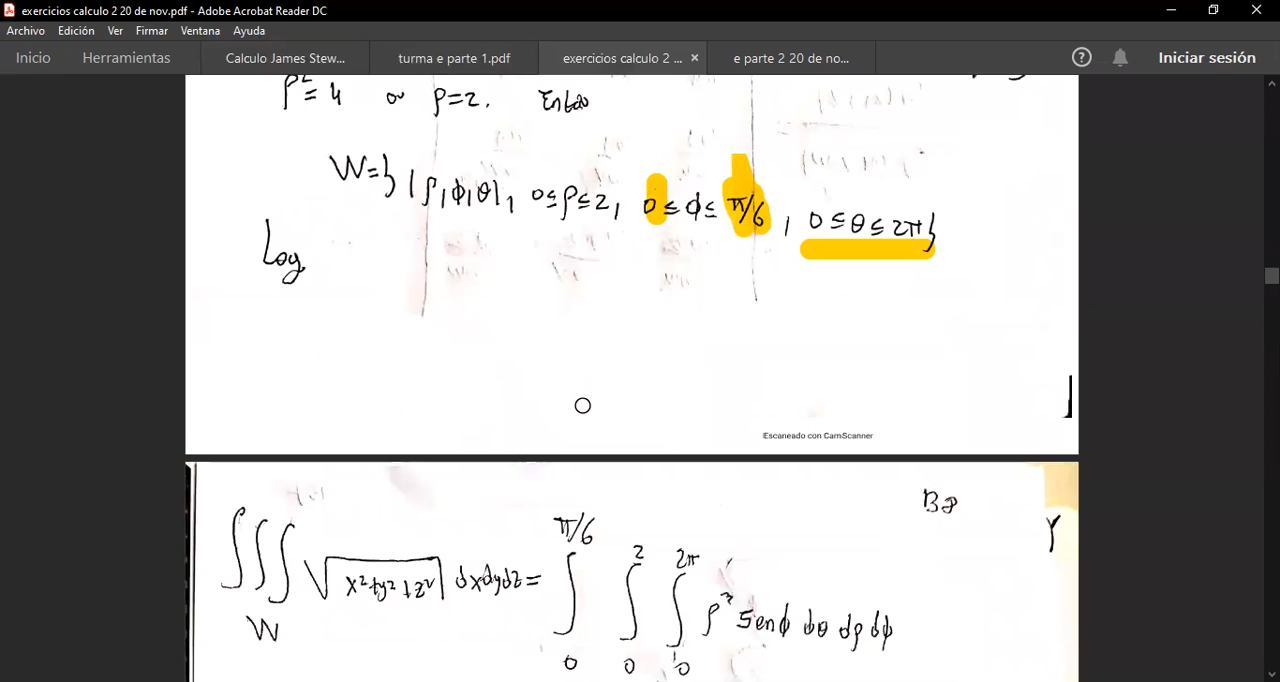 exercicios calculo 2 20 de nov.pdf - Adobe Acrobat Reader DC
Archivo Edición Ver Firmar Ventana Ayuda
Inicio Herramientas Calculo James Stew... turma e parte 1.pdf exercicios calculo 2 ... × e parte 2 20 de no... Iniciar sesión
ρ² = 4 ou ρ=2. Entao
W={ (ρ,ϕ,θ), 0≤ρ≤2, 0≤ϕ≤π/6, 0≤θ≤2π}
Log
Escaneado con CamScanner
∭_W √(x²+y²+z²) dxdydz = ∫_0^{π/6} ∫_0^2 ∫_0^{2π} ρ³ senϕ dθ dρ dϕ